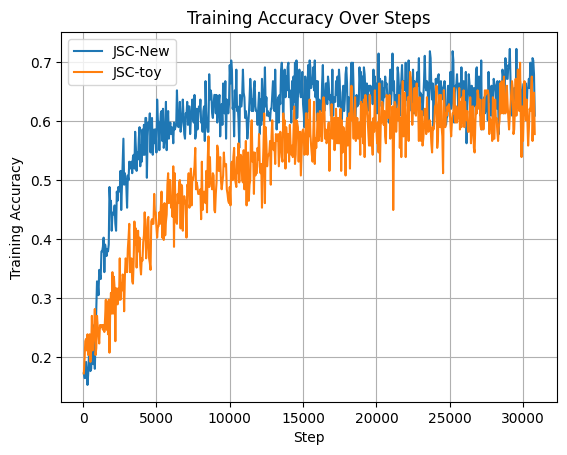 Training Accuracy Over Steps
JSC-New
JSC-toy
Training Accuracy
0.7
0.6
0.5
0.4
0.3
0.2
0 5000 10000 15000 20000 25000 30000
Step